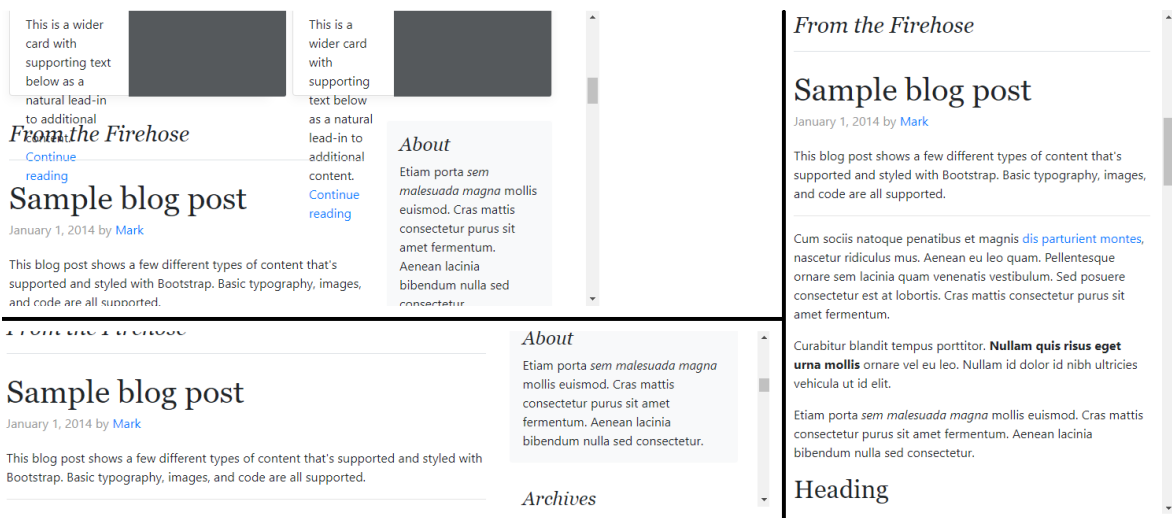 This is a wider
card with
supporting text
below as a
natural lead-in
to additional
content.
Continue
reading
This is a
wider card
with
supporting
text below
as a natural
lead-in to
additional
content.
Continue
reading
From the Firehose
Sample blog post
January 1, 2014 by Mark
This blog post shows a few different types of content that's
supported and styled with Bootstrap. Basic typography, images,
and code are all supported.
About
Etiam porta sem
malesuada magna mollis
euismod. Cras mattis
consectetur purus sit
amet fermentum.
Aenean lacinia
bibendum nulla sed
consectetur
From the Firehose
Sample blog post
January 1, 2014 by Mark
This blog post shows a few different types of content that's supported and styled with
Bootstrap. Basic typography, images, and code are all supported.
About
Etiam porta sem malesuada magna
mollis euismod. Cras mattis
consectetur purus sit amet
fermentum. Aenean lacinia
bibendum nulla sed consectetur.
Archives
From the Firehose
Sample blog post
January 1, 2014 by Mark
This blog post shows a few different types of content that's
supported and styled with Bootstrap. Basic typography, images,
and code are all supported.
Cum sociis natoque penatibus et magnis dis parturient montes,
nascetur ridiculus mus. Aenean eu leo quam. Pellentesque
ornare sem lacinia quam venenatis vestibulum. Sed posuere
consectetur est at lobortis. Cras mattis consectetur purus sit
amet fermentum.
Curabitur blandit tempus porttitor. Nullam quis risus eget
urna mollis ornare vel eu leo. Nullam id dolor id nibh ultricies
vehicula ut id elit.
Etiam porta sem malesuada magna mollis euismod. Cras mattis
consectetur purus sit amet fermentum. Aenean lacinia
bibendum nulla sed consectetur.
Heading